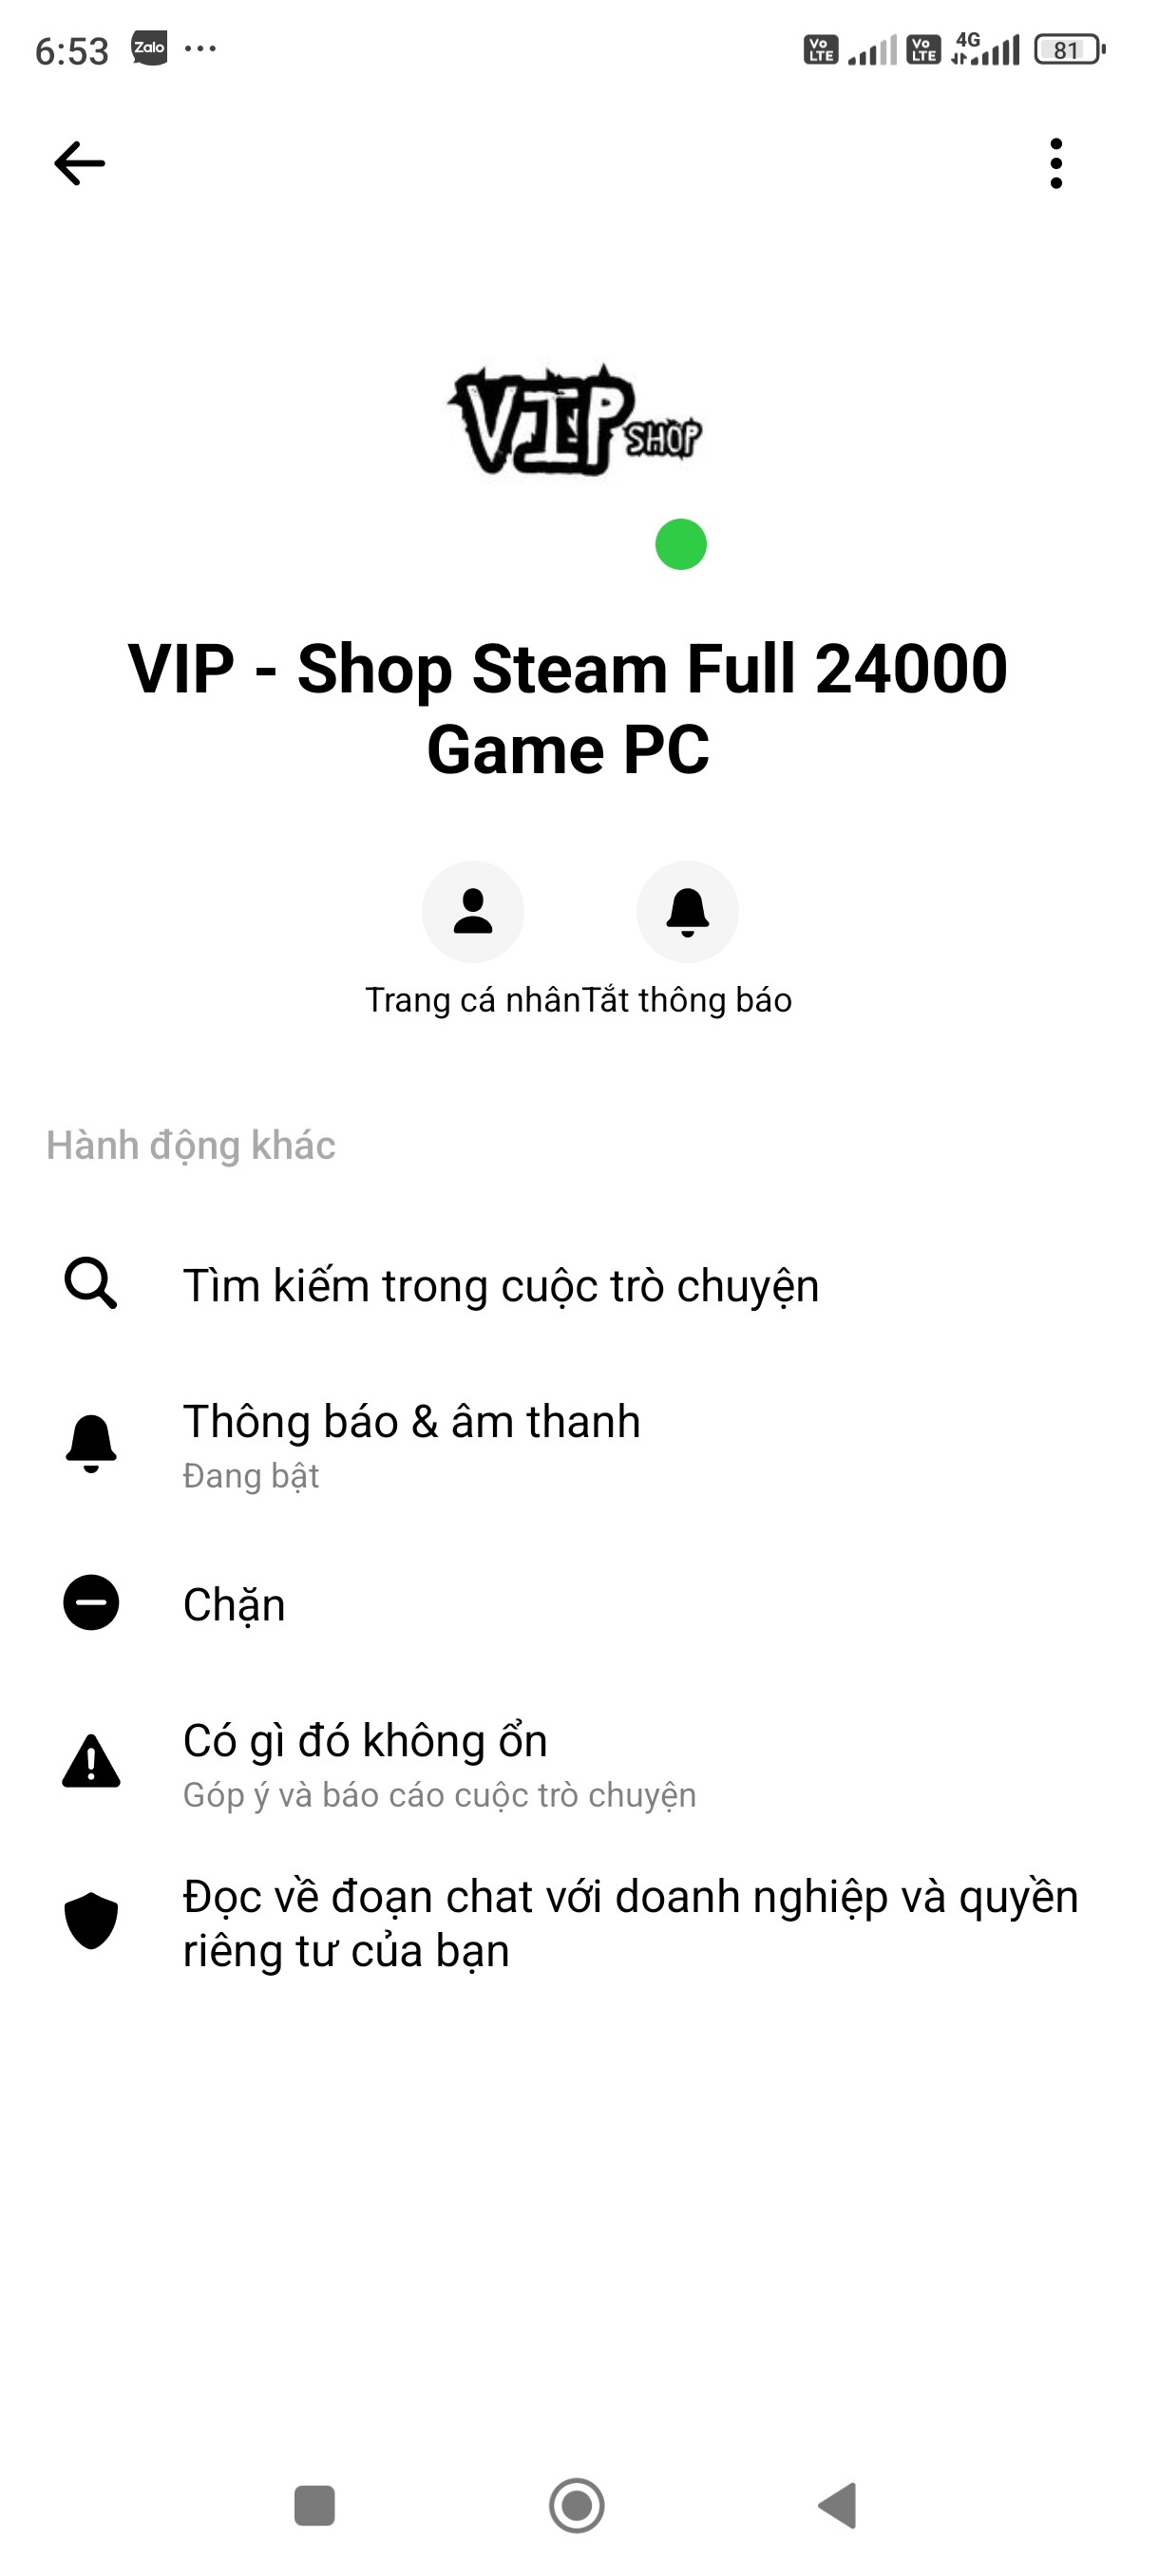 6:53 Zalo ... Vo LTE Vo LTE 4G 81
VIP SHOP
VIP - Shop Steam Full 24000
Game PC
Trang cá nhân Tắt thông báo
Hành động khác
Tìm kiếm trong cuộc trò chuyện
Thông báo & âm thanh
Đang bật
Chặn
Có gì đó không ổn
Góp ý và báo cáo cuộc trò chuyện
Đọc về đoạn chat với doanh nghiệp và quyền
riêng tư của bạn